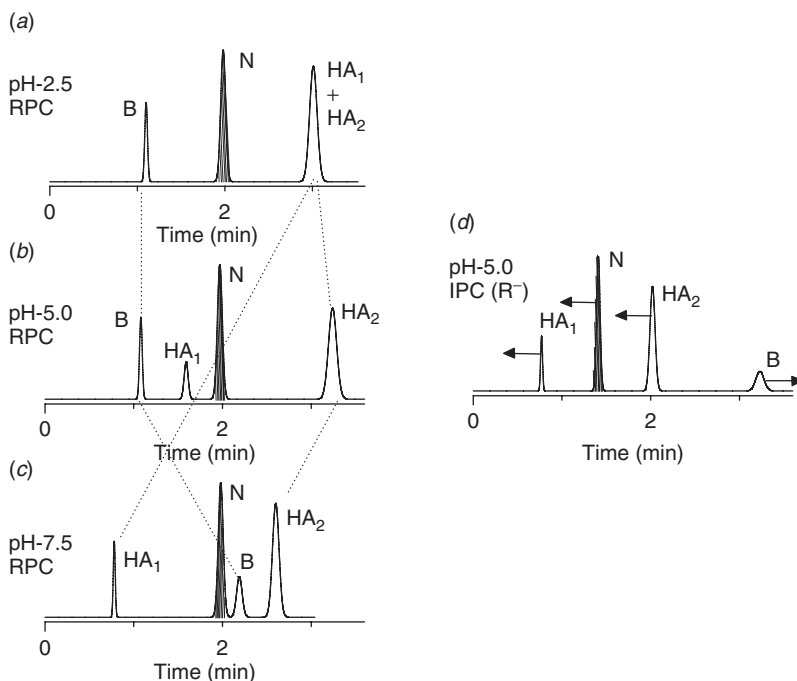 (a)
pH-2.5
RPC
B
N
HA₁
+
HA₂
0
2
Time (min)
(b)
pH-5.0
RPC
B
HA₁
N
HA₂
0
2
Time (min)
(c)
pH-7.5
RPC
HA₁
N
B
HA₂
0
2
Time (min)
(d)
pH-5.0
IPC (R⁻)
HA₁
N
HA₂
B
0
2
Time (min)